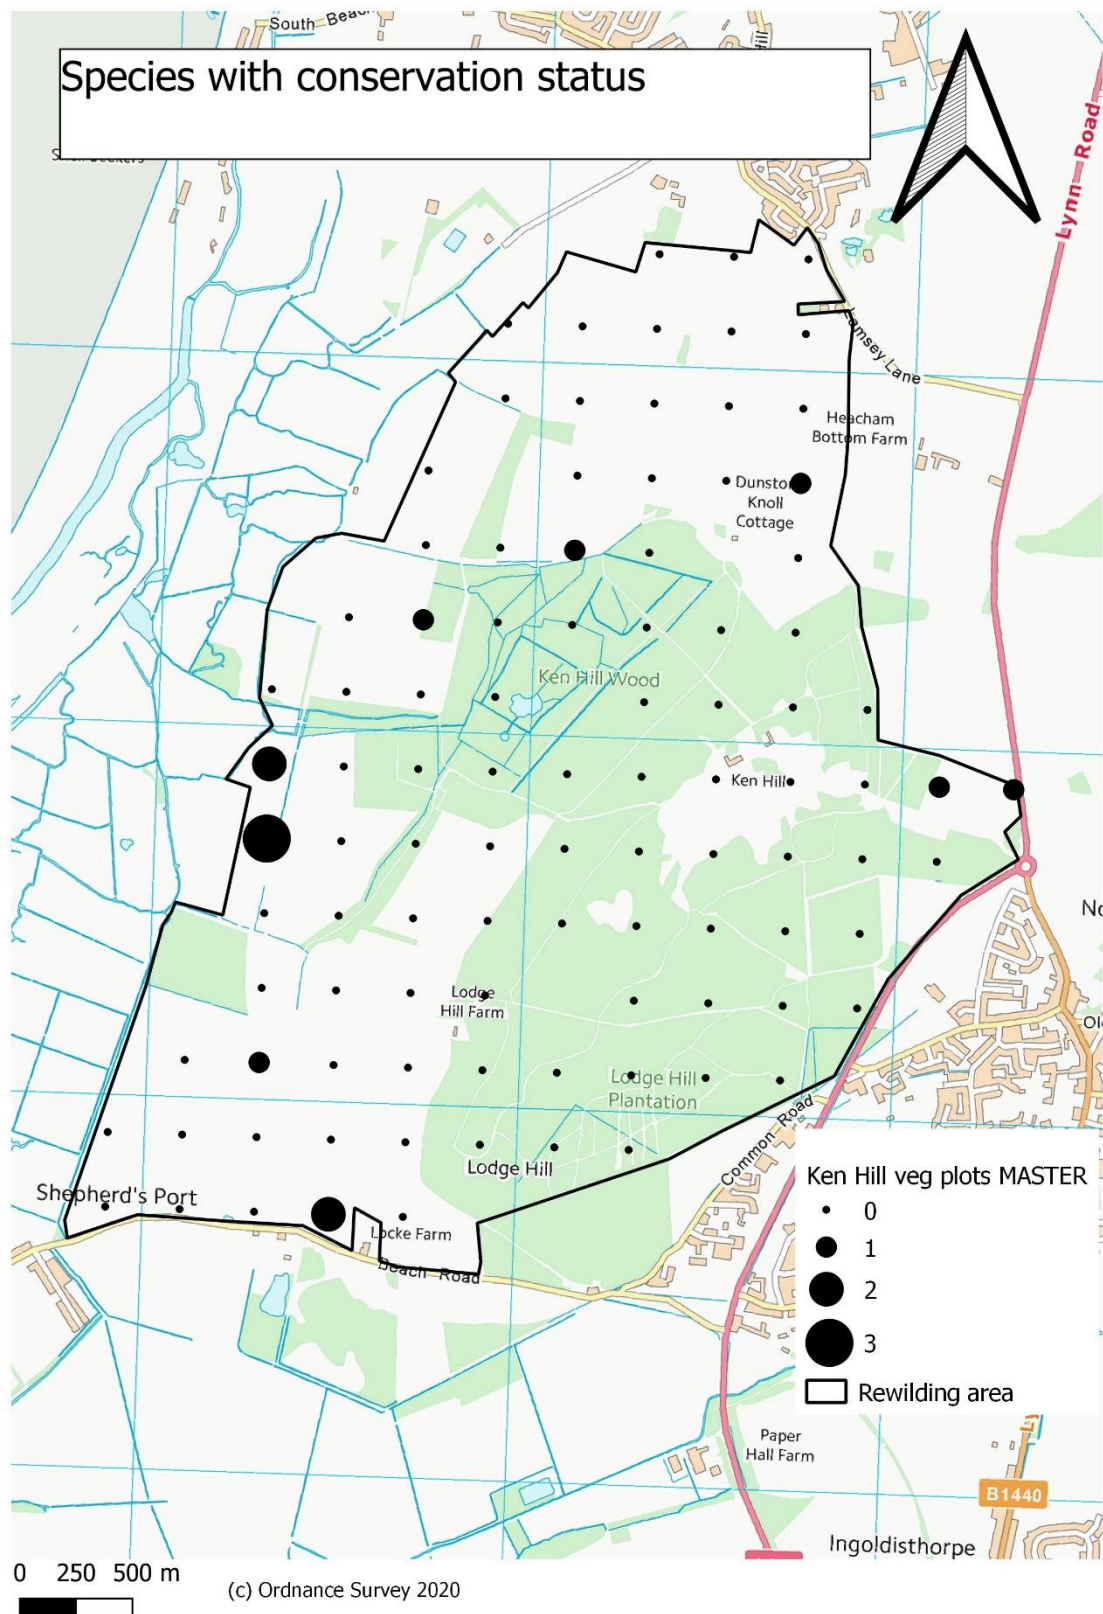 South Beach
Hill
Species with conservation status
Lynn Road
Lamsey Lane
Heacham
Bottom Farm
Dunston
Knoll
Cottage
Ken Hill Wood
Ken Hill
Lodge
Hill Farm
Lodge Hill
Plantation
Lodge Hill
Common Road
Shepherd's Port
Locke Farm
Beach Road
Ken Hill veg plots MASTER
0
1
2
3
Rewilding area
Paper
Hall Farm
B1440
Ingoldisthorpe
0 250 500 m
(c) Ordnance Survey 2020